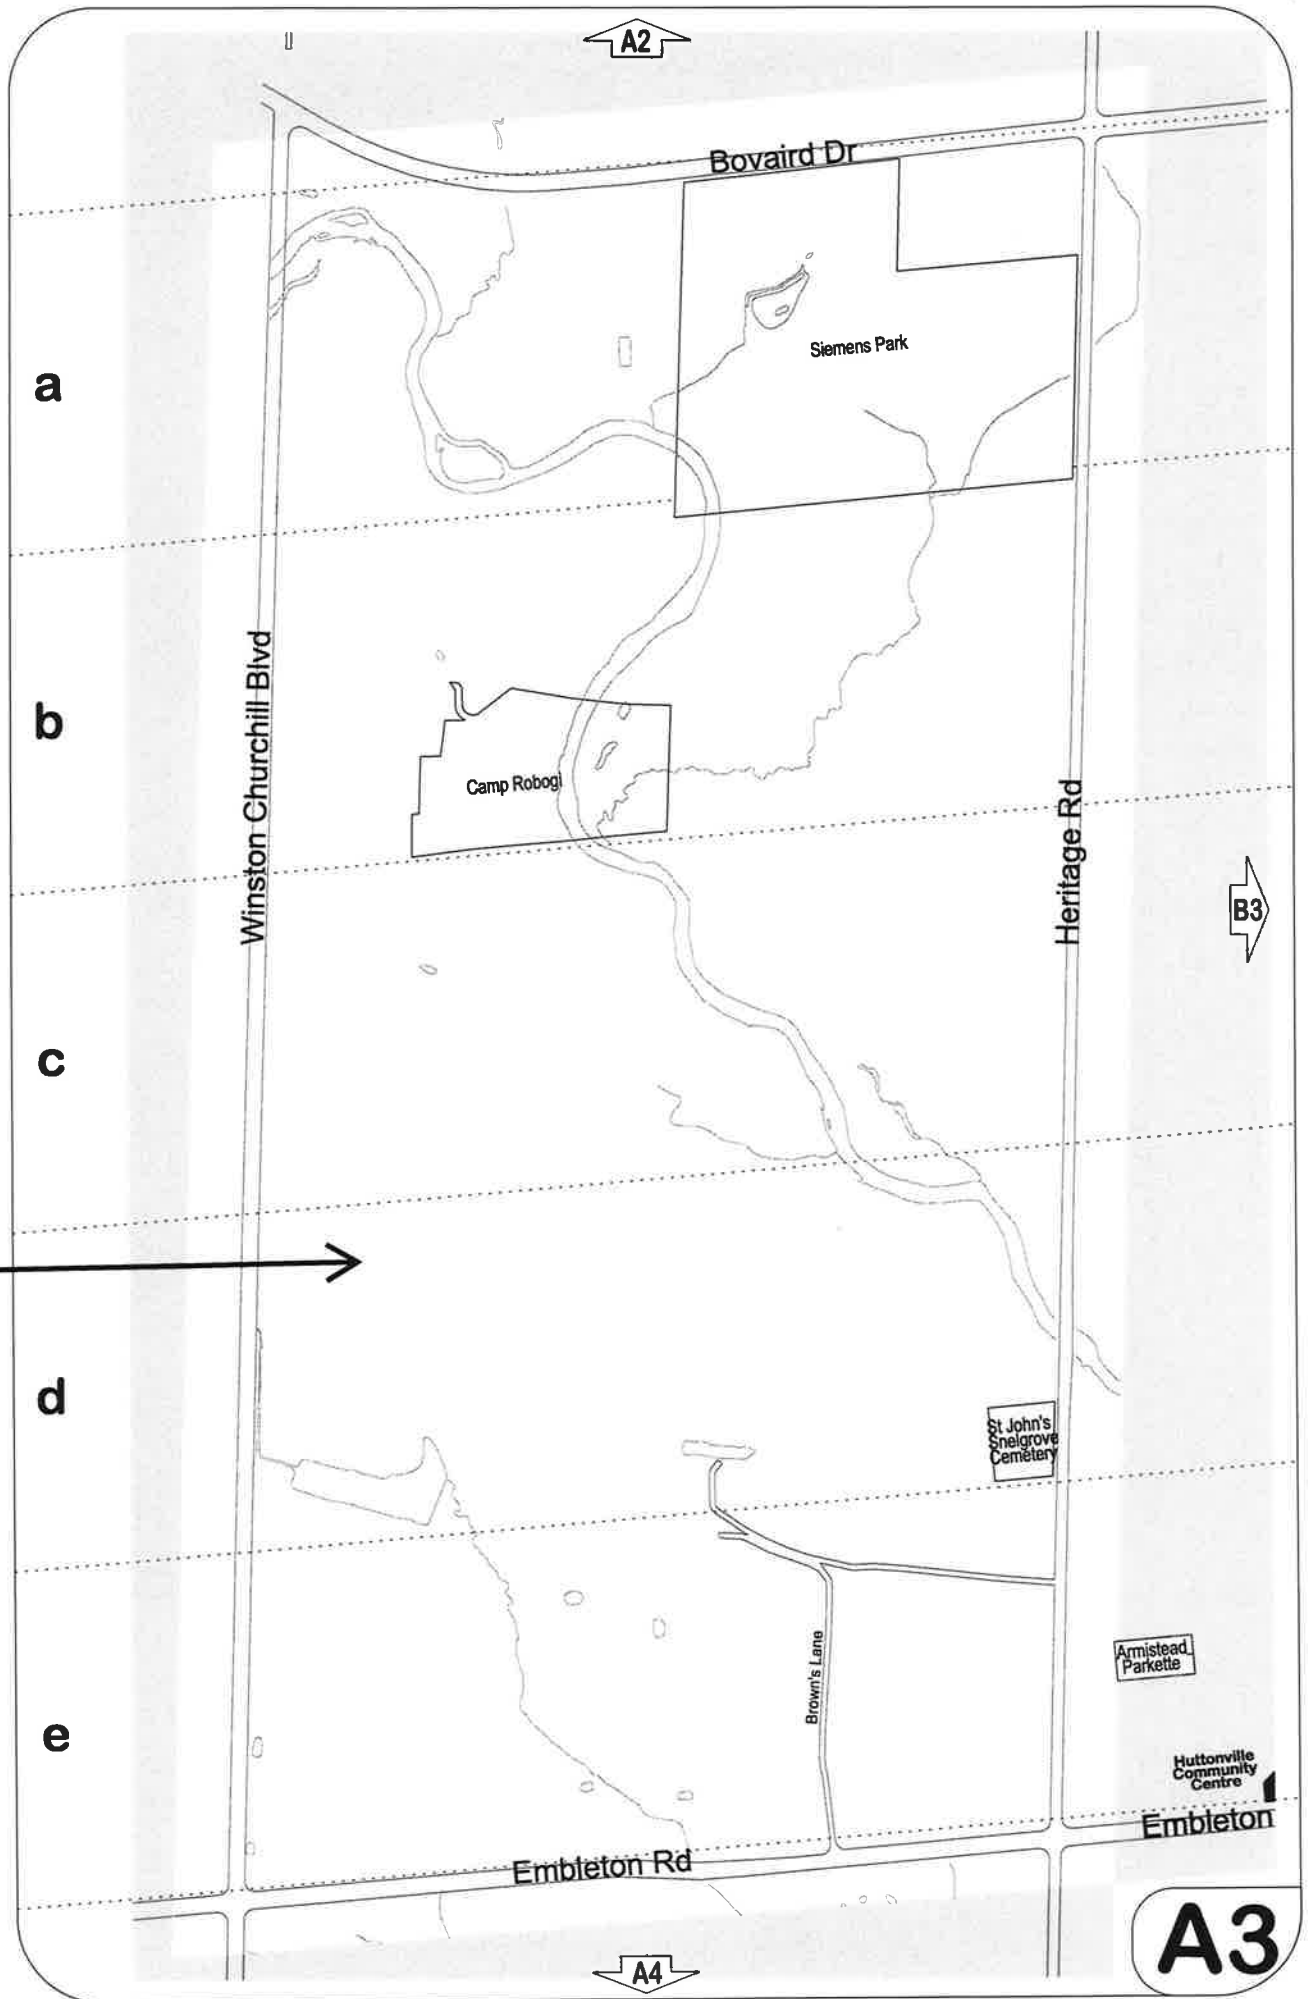 A2
Bovaird Dr
Siemens Park
a
b
Winston Churchill Blvd
Camp Robogi
Heritage Rd
B3
c
d
St John's
Snelgrove
Cemetery
Brown's Lane
Armistead
Parkette
e
Huttonville
Community
Centre
Embleton
Embleton Rd
A3
A4